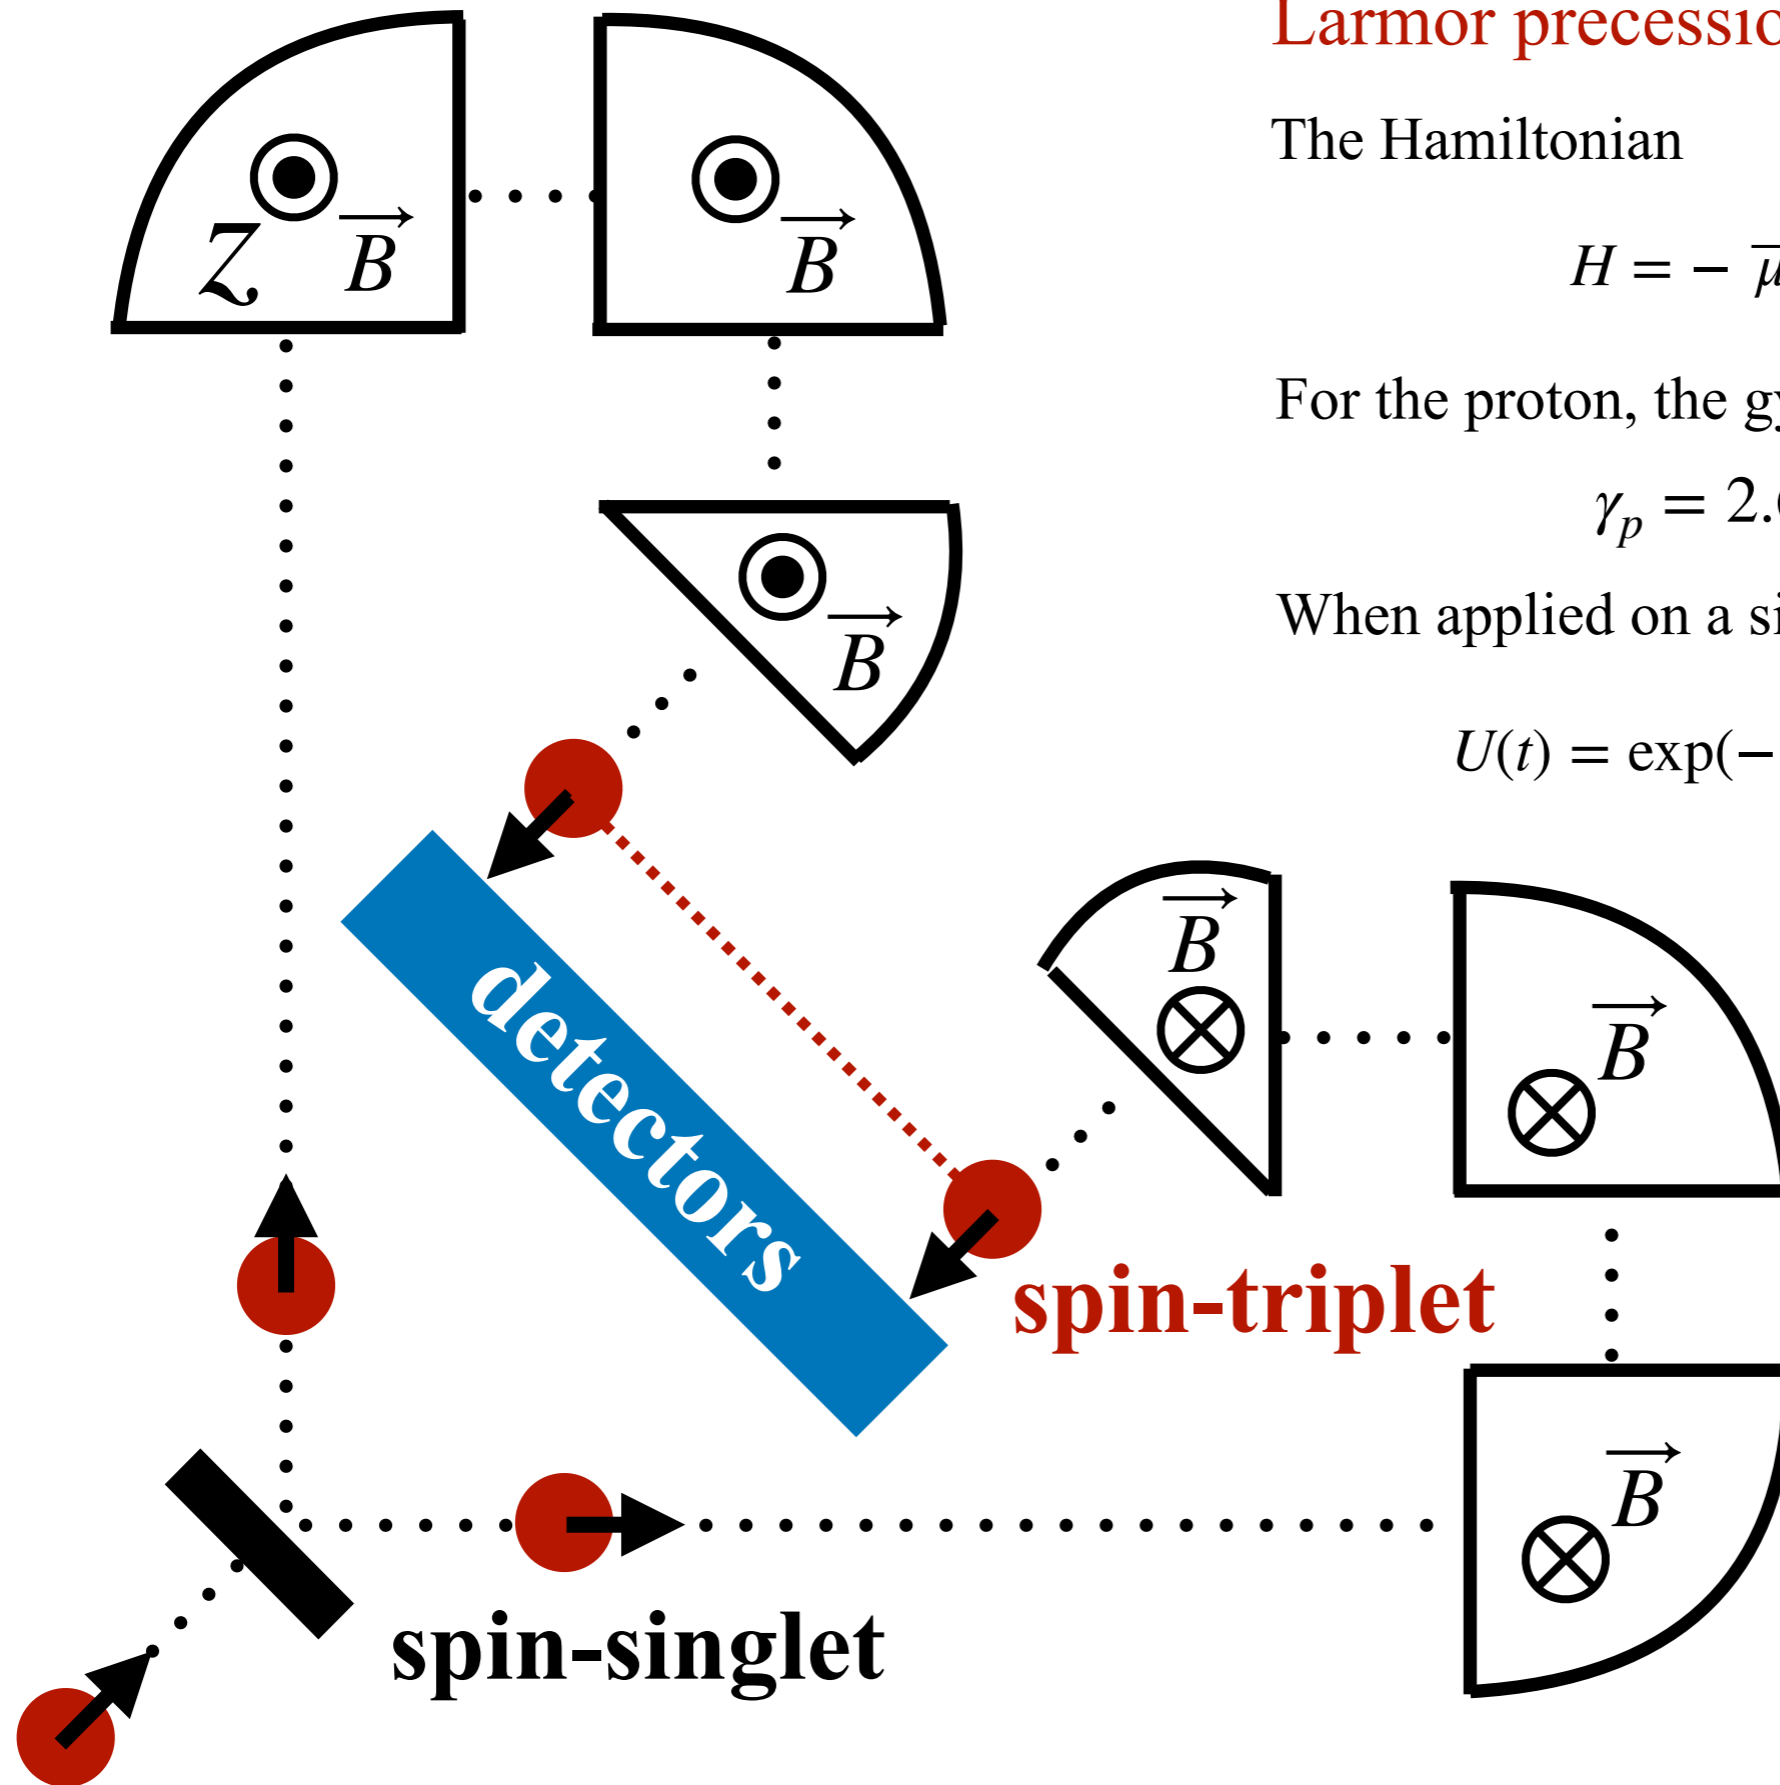 Larmor precessio
The Hamiltonian
H = − μ
For the proton, the gy
γₚ = 2.
When applied on a si
U(t) = exp(−
Z B⃗
B⃗
B⃗
B⃗
B⃗
B⃗
detectors
spin-triplet
spin-singlet